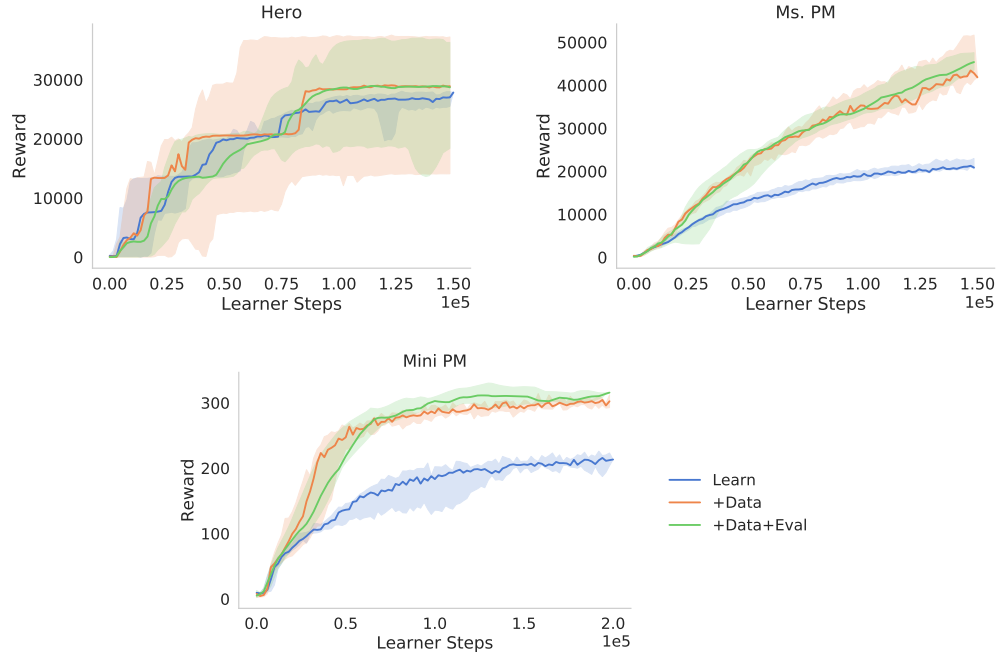 Hero
Reward
30000
20000
10000
0
0.00 0.25 0.50 0.75 1.00 1.25 1.50
1e5
Learner Steps
Ms. PM
Reward
50000
40000
30000
20000
10000
0
0.00 0.25 0.50 0.75 1.00 1.25 1.50
1e5
Learner Steps
Mini PM
Reward
300
200
100
0
0.0 0.5 1.0 1.5 2.0
1e5
Learner Steps
Learn
+Data
+Data+Eval